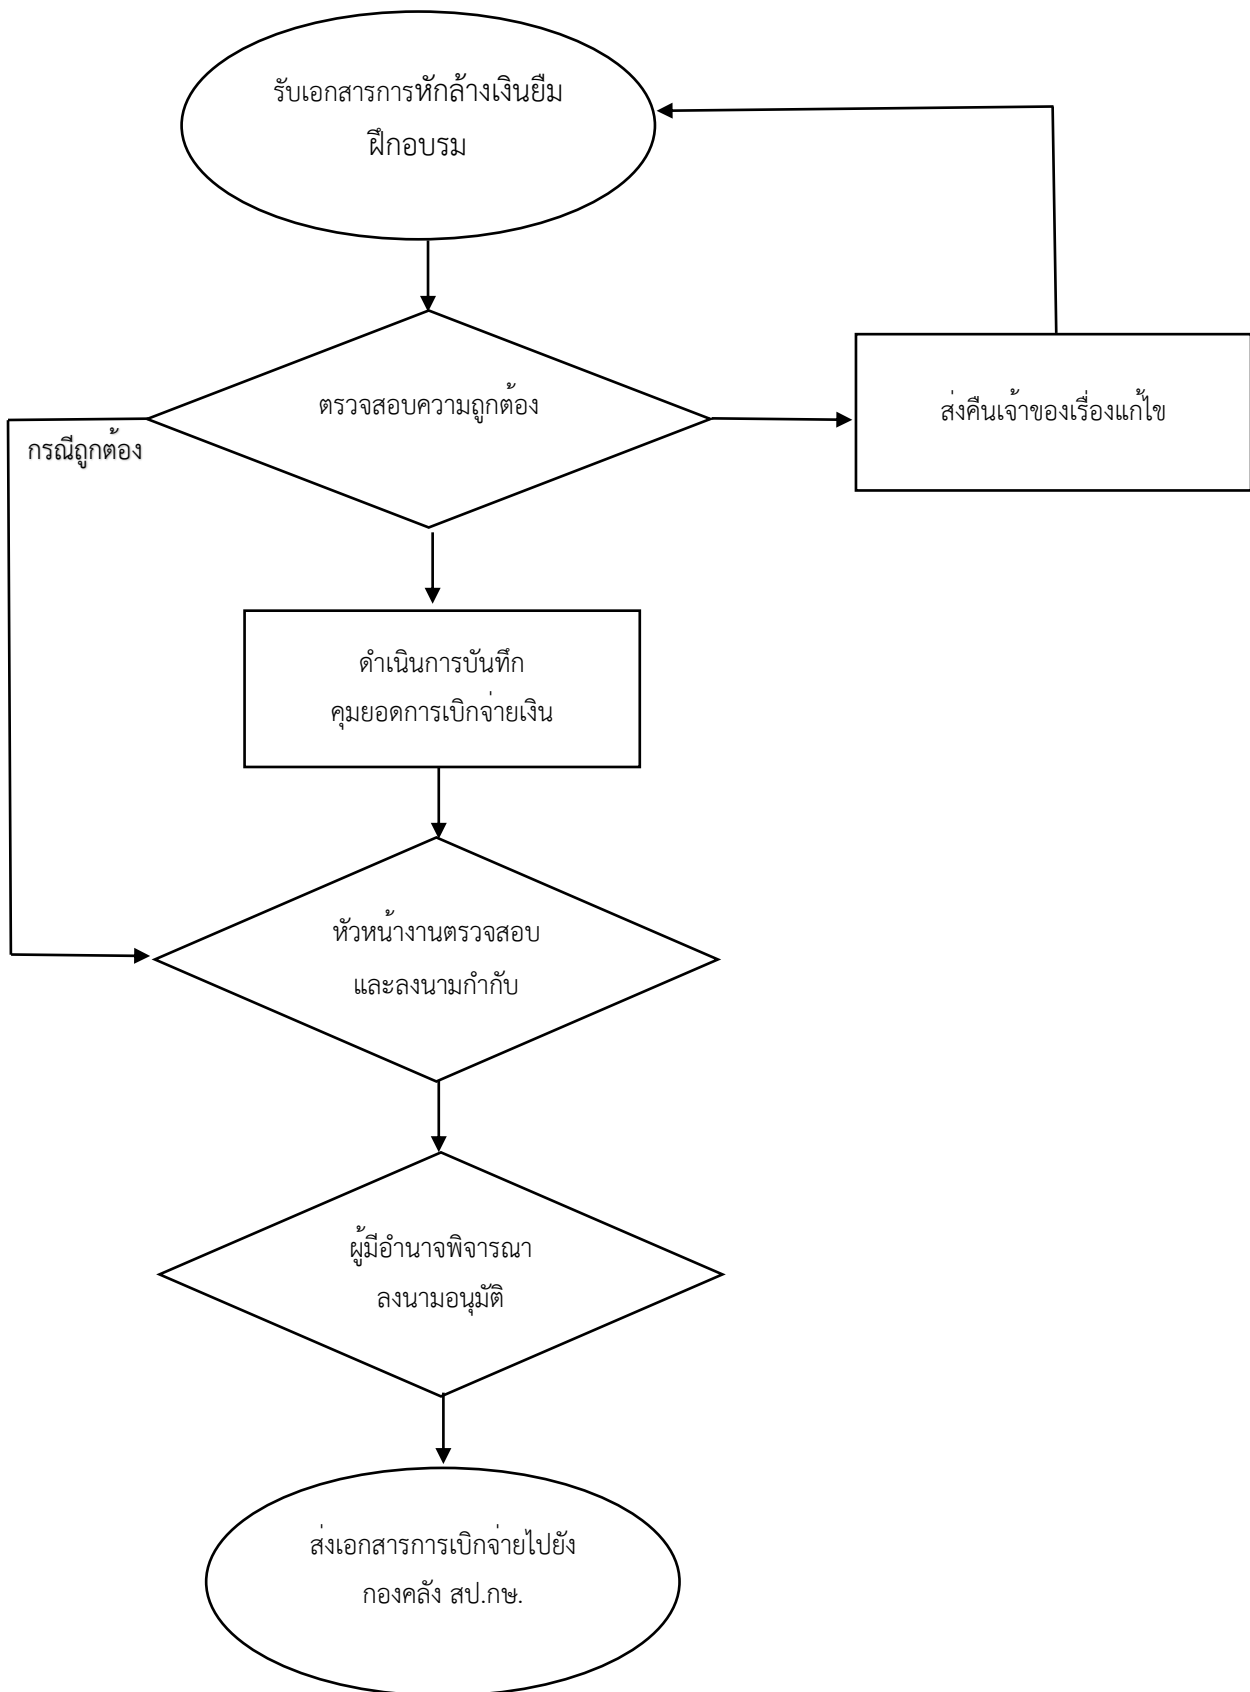 รับเอกสารการหักล้างเงินยืม
ฝึกอบรม
ตรวจสอบความถูกต้อง
ส่งคืนเจ้าของเรื่องแก้ไข
กรณีถูกต้อง
ดำเนินการบันทึก
คุมยอดการเบิกจ่ายเงิน
หัวหน้างานตรวจสอบ
และลงนามกำกับ
ผู้มีอำนาจพิจารณา
ลงนามอนุมัติ
ส่งเอกสารการเบิกจ่ายไปยัง
กองคลัง สป.กษ.